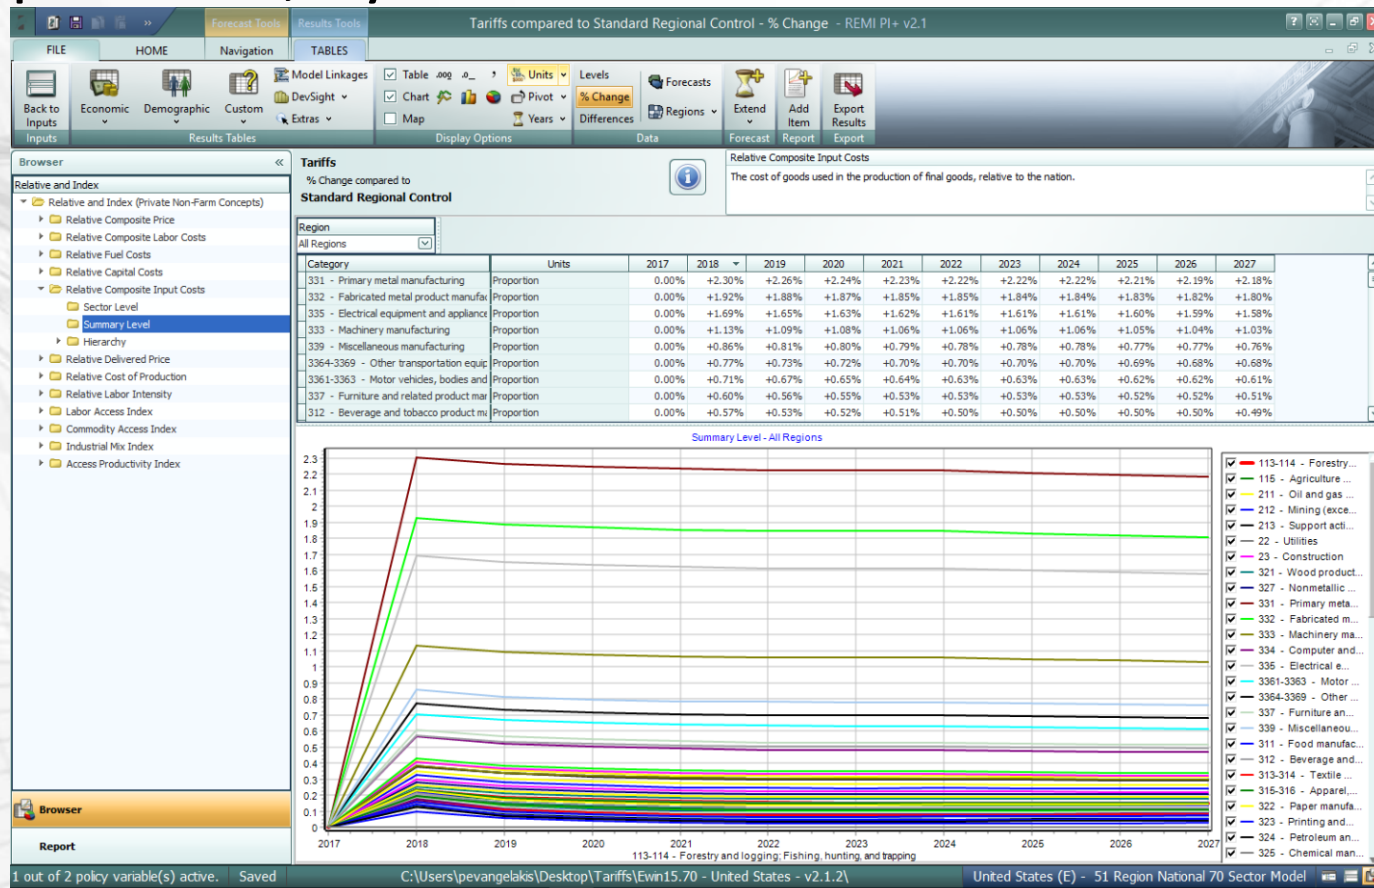 Forecast Tools Results Tools Tariffs compared to Standard Regional Control - % Change - REMI PI+ v2.1
FILE HOME Navigation TABLES
Back to Inputs
Economic
Demographic
Custom
Model Linkages
DevSight
Extras
Table
Chart
Map
Units
Pivot
Years
Levels
% Change
Differences
Forecasts
Regions
Extend
Add Item
Export Results
Inputs Results Tables Display Options Data Forecast Report Export
Browser «
Relative and Index
Relative and Index (Private Non-Farm Concepts)
Relative Composite Price
Relative Composite Labor Costs
Relative Fuel Costs
Relative Capital Costs
Relative Composite Input Costs
Sector Level
Summary Level
Hierarchy
Relative Delivered Price
Relative Cost of Production
Relative Labor Intensity
Labor Access Index
Commodity Access Index
Industrial Mix Index
Access Productivity Index
Browser
Report
Tariffs
% Change compared to
Standard Regional Control
Relative Composite Input Costs
The cost of goods used in the production of final goods, relative to the nation.
Region
All Regions
Category Units 2017 2018 2019 2020 2021 2022 2023 2024 2025 2026 2027
331 - Primary metal manufacturing Proportion 0.00% +2.30% +2.26% +2.24% +2.23% +2.22% +2.22% +2.22% +2.21% +2.19% +2.18%
332 - Fabricated metal product manufac Proportion 0.00% +1.92% +1.88% +1.87% +1.85% +1.85% +1.84% +1.84% +1.83% +1.82% +1.80%
335 - Electrical equipment and appliance Proportion 0.00% +1.69% +1.65% +1.63% +1.62% +1.61% +1.61% +1.61% +1.60% +1.59% +1.58%
333 - Machinery manufacturing Proportion 0.00% +1.13% +1.09% +1.08% +1.06% +1.06% +1.06% +1.06% +1.05% +1.04% +1.03%
339 - Miscellaneous manufacturing Proportion 0.00% +0.86% +0.81% +0.80% +0.79% +0.78% +0.78% +0.78% +0.77% +0.77% +0.76%
3364-3369 - Other transportation equip Proportion 0.00% +0.77% +0.73% +0.72% +0.70% +0.70% +0.70% +0.70% +0.69% +0.68% +0.68%
3361-3363 - Motor vehicles, bodies and Proportion 0.00% +0.71% +0.67% +0.65% +0.64% +0.63% +0.63% +0.63% +0.62% +0.62% +0.61%
337 - Furniture and related product mar Proportion 0.00% +0.60% +0.56% +0.55% +0.53% +0.53% +0.53% +0.53% +0.52% +0.52% +0.51%
312 - Beverage and tobacco product ma Proportion 0.00% +0.57% +0.53% +0.52% +0.51% +0.50% +0.50% +0.50% +0.50% +0.50% +0.49%
Summary Level - All Regions
2.3
2.2
2.1
2
1.9
1.8
1.7
1.6
1.5
1.4
1.3
1.2
1.1
1
0.9
0.8
0.7
0.6
0.5
0.4
0.3
0.2
0.1
0
2017 2018 2019 2020 2021 2022 2023 2024 2025 2026 2027
113-114 - Forestry and logging; Fishing, hunting, and trapping
113-114 - Forestry...
115 - Agriculture ...
211 - Oil and gas ...
212 - Mining (exce...
213 - Support acti...
22 - Utilities
23 - Construction
321 - Wood product...
327 - Nonmetallic ...
331 - Primary meta...
332 - Fabricated m...
333 - Machinery ma...
334 - Computer and...
335 - Electrical e...
3361-3363 - Motor ...
3364-3369 - Other ...
337 - Furniture an...
339 - Miscellaneou...
311 - Food manufac...
312 - Beverage and...
313-314 - Textile ...
315-316 - Apparel,...
322 - Paper manufa...
323 - Printing and...
324 - Petroleum an...
325 - Chemical man...
1 out of 2 policy variable(s) active. Saved C:\Users\pevangelakis\Desktop\Tariffs\Ewin15.70 - United States - v2.1.2\ United States (E) - 51 Region National 70 Sector Model